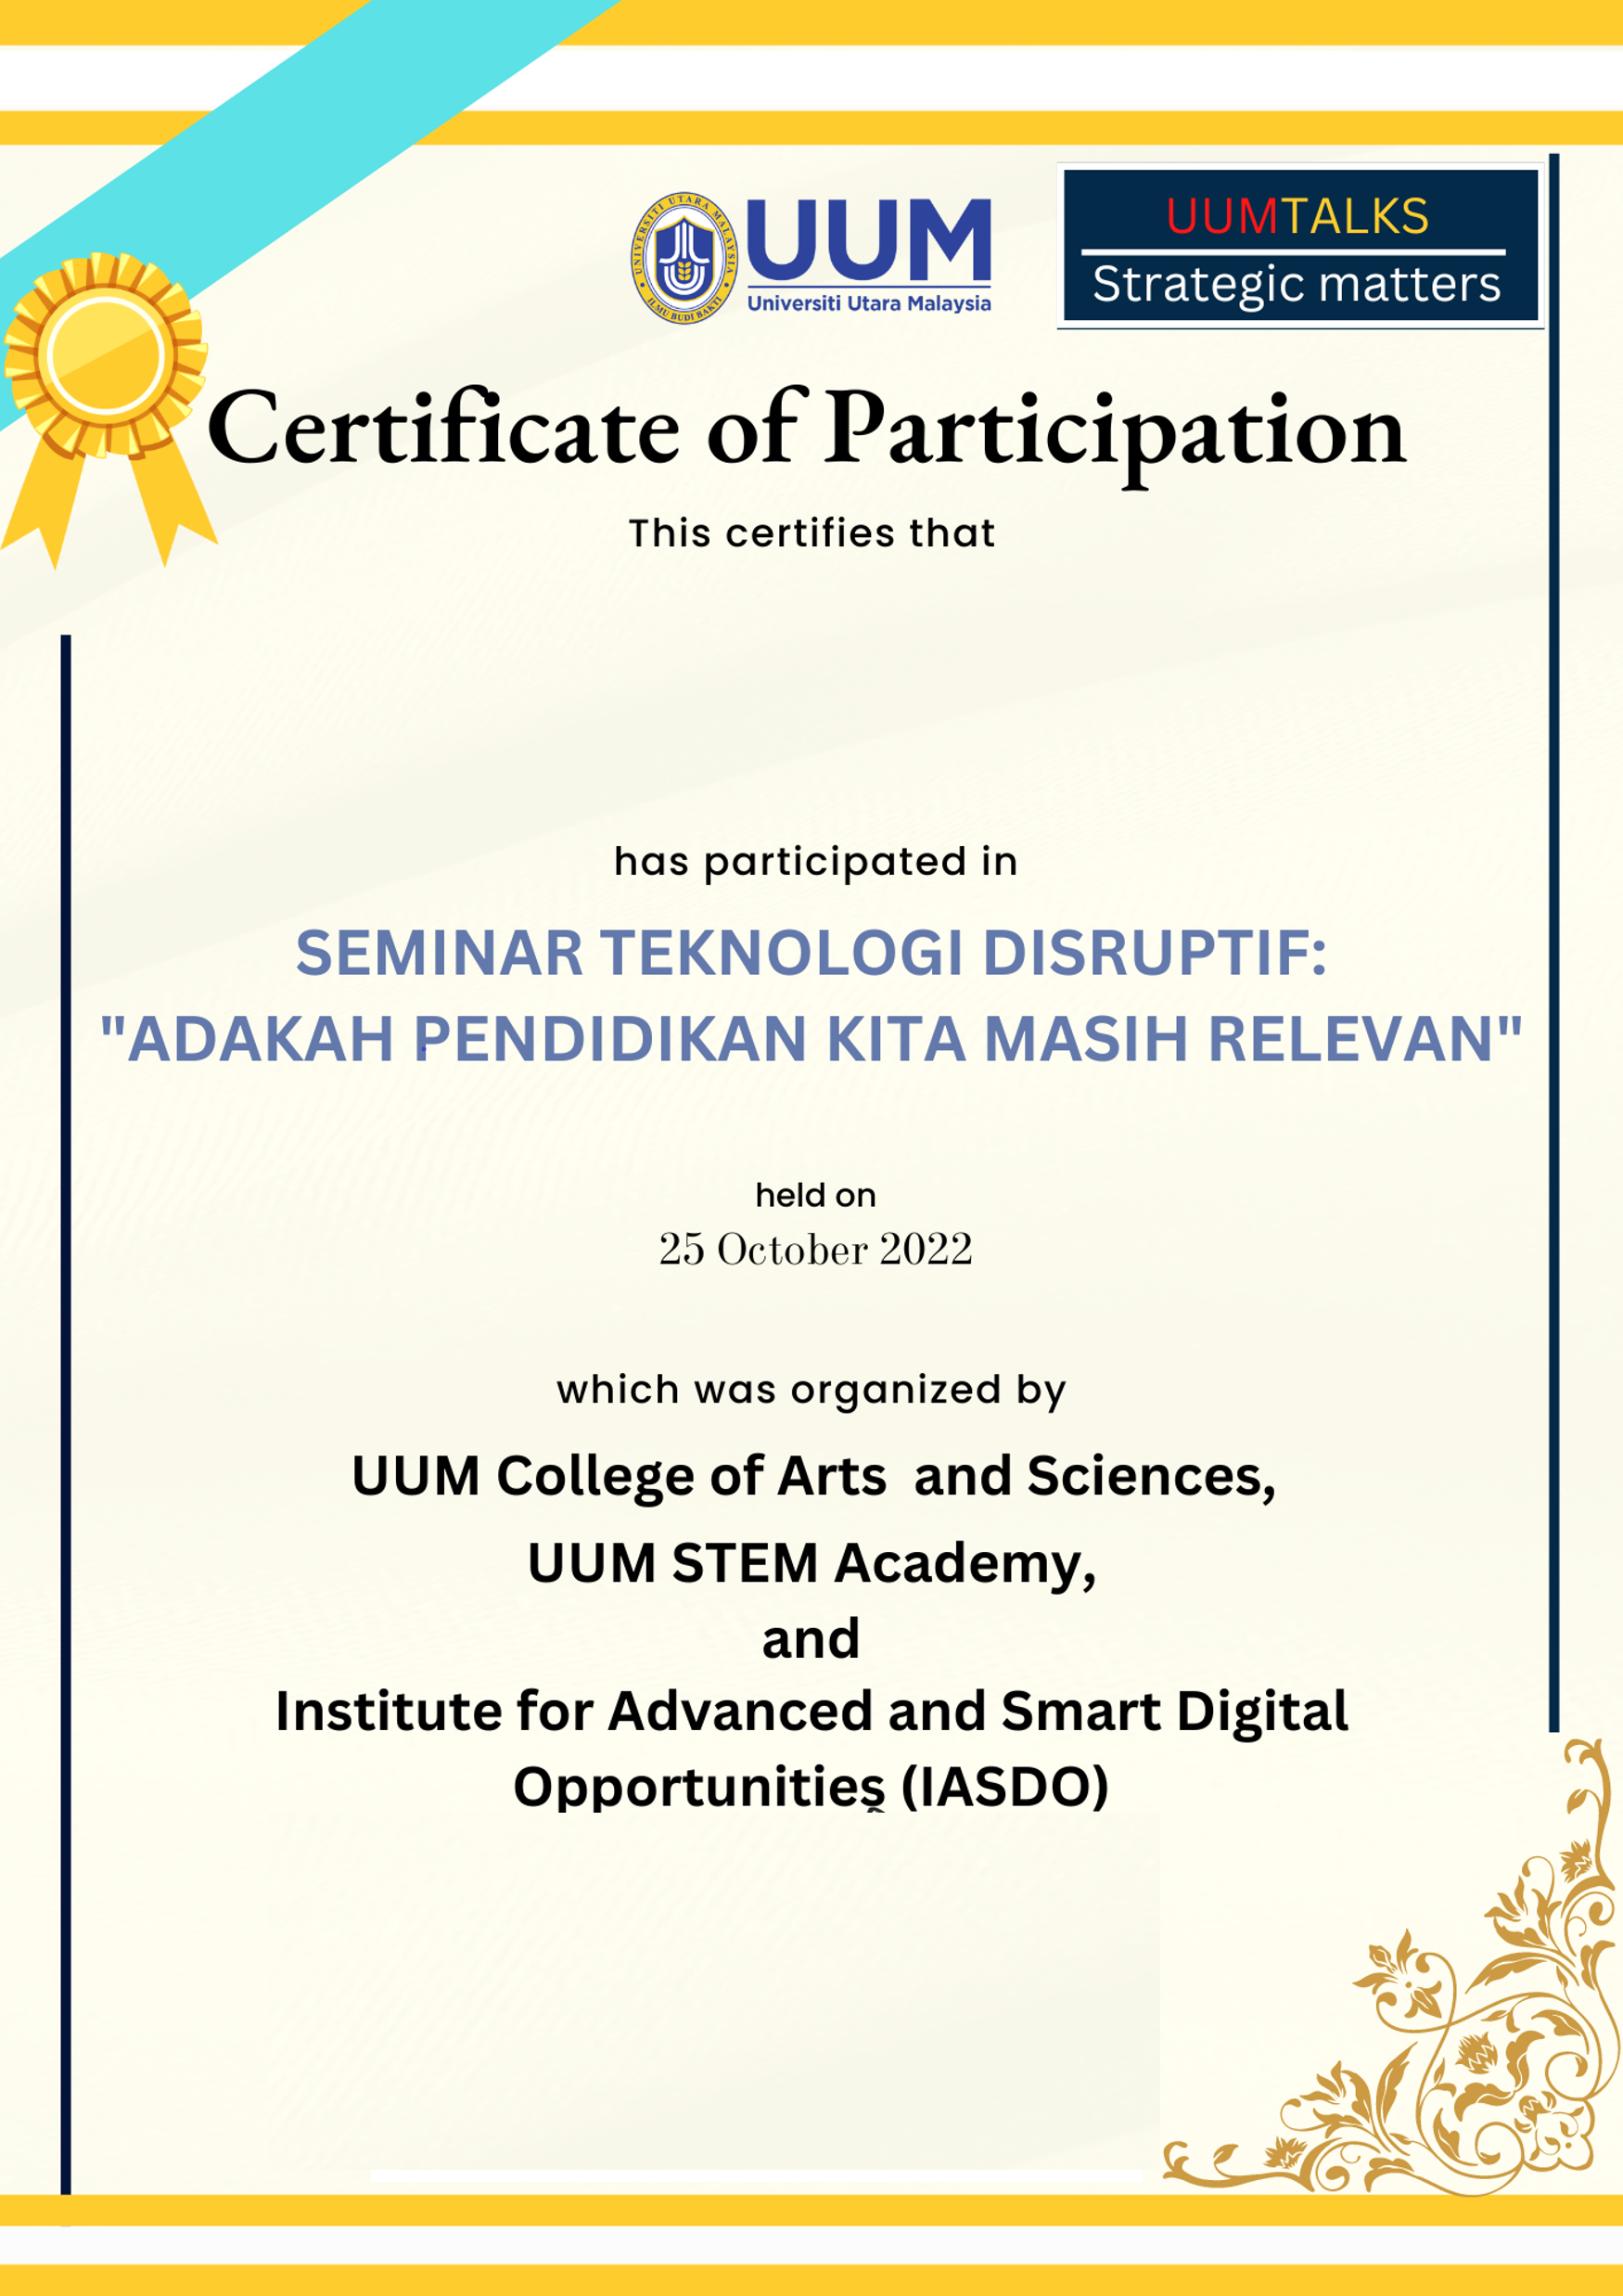 UNIVERSITI UTARA MALAYSIA
ILMU BUDI BAKTI
UUM
Universiti Utara Malaysia
UUMTALKS
Strategic matters
Certificate of Participation
This certifies that
has participated in
SEMINAR TEKNOLOGI DISRUPTIF:
"ADAKAH PENDIDIKAN KITA MASIH RELEVAN"
held on
25 October 2022
which was organized by
UUM College of Arts  and Sciences,
UUM STEM Academy,
and
Institute for Advanced and Smart Digital
Opportunities (IASDO)